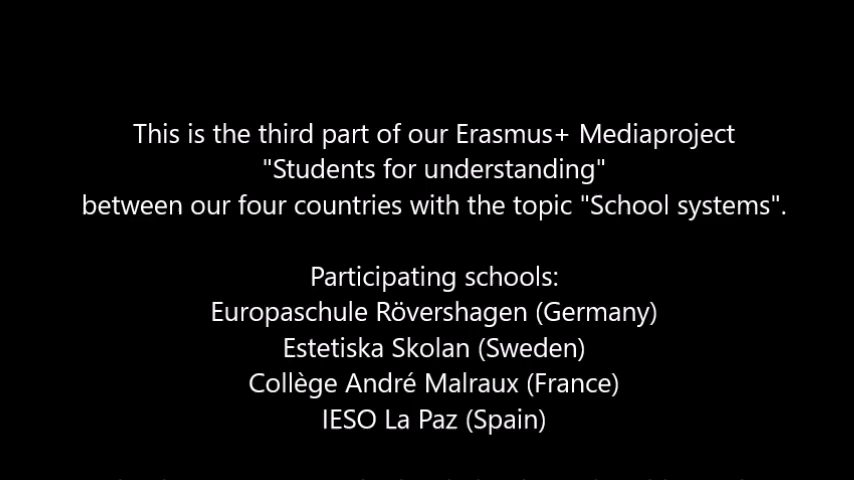 This is the third part of our Erasmus+ Mediaproject
"Students for understanding"
between our four countries with the topic "School systems".
Participating schools:
Europaschule Rövershagen (Germany)
Estetiska Skolan (Sweden)
Collège André Malraux (France)
IESO La Paz (Spain)